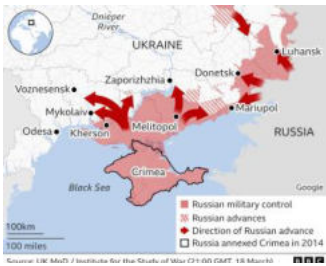 Dnieper
River
UKRAINE
Luhansk
Donetsk
Zaporizhzhia
Voznesensk
Mariupol
Mykolaiv
Melitopol
Odesa
Kherson
RUSSIA
Crimea
Black Sea
Google
Russian military control
Russian advances
Direction of Russian advance
Russia annexed Crimea in 2014
100km
100 miles
Source: UK MoD / Institute for the Study of War (21:00 GMT, 18 March)
BBC